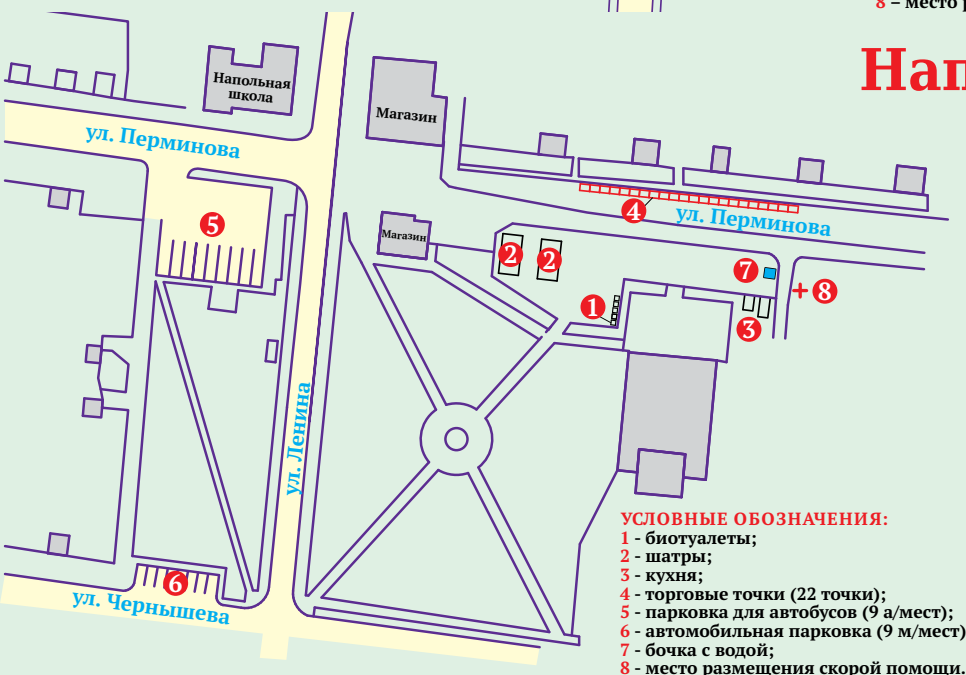 8 – место
Нап
Напольная
школа
Магазин
ул. Перминова
4
ул. Перминова
5
Магазин
2
2
7
+ 8
1
3
ул. Ленина
6
ул. Чернышева
УСЛОВНЫЕ ОБОЗНАЧЕНИЯ:
1 - биотуалеты;
2 - шатры;
3 - кухня;
4 - торговые точки (22 точки);
5 - парковка для автобусов (9 а/мест);
6 - автомобильная парковка (9 м/мест)
7 - бочка с водой;
8 - место размещения скорой помощи.